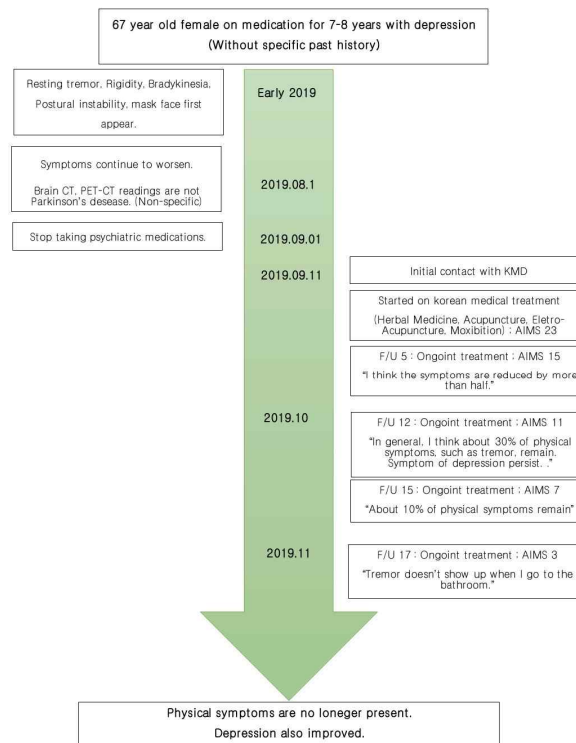 67 year old female on medication for 7-8 years with depression
(Without specific past history)
Resting tremor, Rigidity, Bradykinesia,
Postural instability, mask face first
appear.
Early 2019
Symptoms continue to worsen.
Brain CT, PET-CT readings are not
Parkinson's desease. (Non-specific)
2019.08.1
Stop taking psychiatric medications.
2019.09.01
2019.09.11
Initial contact with KMD
Started on korean medical treatment
(Herbal Medicine, Acupuncture, Eletro-
Acupuncture, Moxibition) ; AIMS 23
F/U 5 : Ongoing treatment ; AIMS 15
"I think the symptoms are reduced by more
than half."
2019.10
F/U 12 : Ongoint treatment ; AIMS 11
"In general, I think about 30% of physical
symptoms, such as tremor, remain.
Symptom of depression persist. ."
F/U 15 : Ongoint treatment ; AIMS 7
"About 10% of physical symptoms remain"
2019.11
F/U 17 : Ongoint treatment ; AIMS 3
"Tremor doesn't show up when I go to the
bathroom."
Physical symptoms are no loneger present.
Depression also improved.